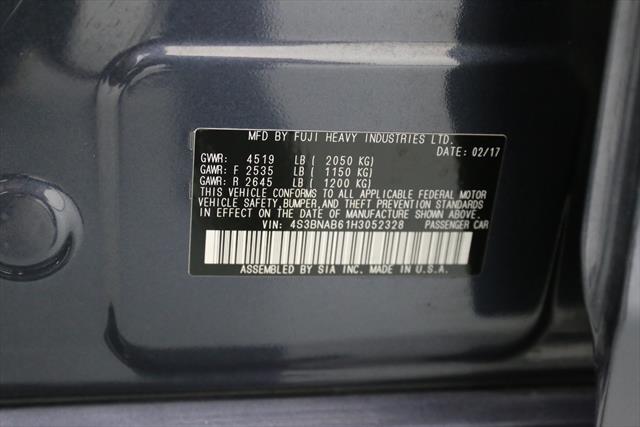 MFD BY FUJI HEAVY INDUSTRIES LTD.
DATE: 02/17
GVWR: 4519 LB ( 2050 KG)
GAWR: F 2535 LB ( 1150 KG)
GAWR: R 2645 LB ( 1200 KG)
THIS VEHICLE CONFORMS TO ALL APPLICABLE FEDERAL MOTOR
VEHICLE SAFETY, BUMPER, AND THEFT PREVENTION STANDARDS
IN EFFECT ON THE DATE OF MANUFACTURE SHOWN ABOVE.
VIN: 4S3BNAB61H3052328 PASSENGER CAR
ASSEMBLED BY SIA INC. MADE IN U.S.A.